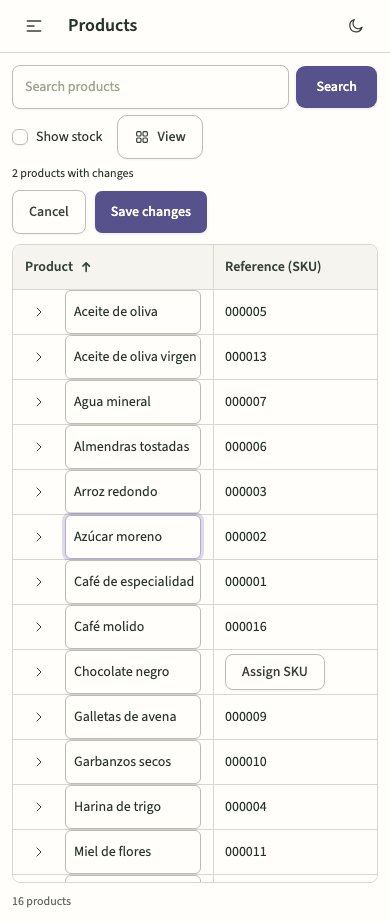 Products
Search products
Search
Show stock
View
2 products with changes
Cancel
Save changes
Product
Reference (SKU)
Aceite de oliva
000005
Aceite de oliva virgen
000013
Agua mineral
000007
Almendras tostadas
000006
Arroz redondo
000003
Azúcar moreno
000002
Café de especialidad
000001
Café molido
000016
Chocolate negro
Assign SKU
Galletas de avena
000009
Garbanzos secos
000010
Harina de trigo
000004
Miel de flores
000011
16 products